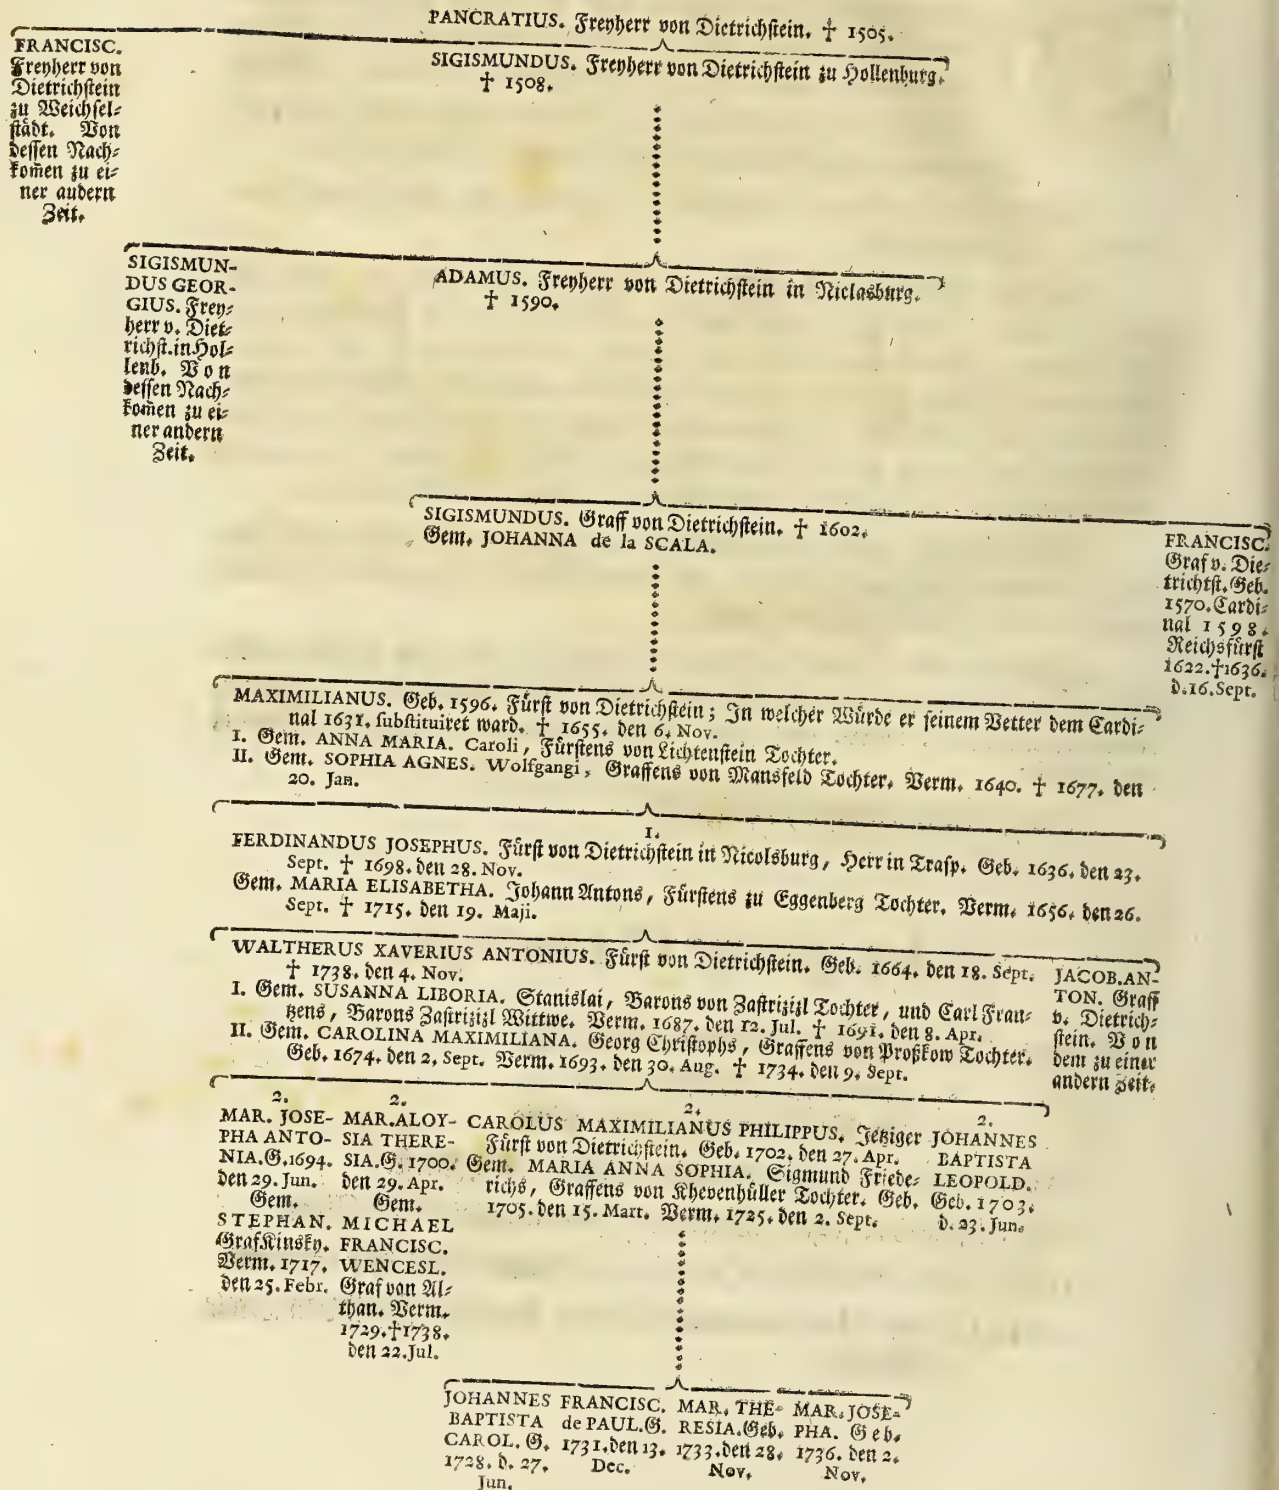 PANCRATIUS. Freyherr von Dietrichſtein. † 1505.
FRANCISC.
Freyherr von
Dietrichſtein
zu Weichſel⸗
ſtådt. Von
deſſen Nach⸗
kom̃en zu ei⸗
ner andern
Zeit.
SIGISMUNDUS. Freyherr von Dietrichſtein zu Hollenburg.
† 1508.
SIGISMUN-
DUS GEOR-
GIUS. Frey⸗
herr v. Diet⸗
richſt. in Hol⸗
lenb. Von
deſſen Nach⸗
kom̃en zu ei⸗
ner andern
Zeit.
ADAMUS. Freyherr von Dietrichſtein in Niclasburg.
† 1590.
SIGISMUNDUS. Graff von Dietrichſtein. † 1602.
Gem. JOHANNA de la SCALA.
FRANCISC.
Graf v. Die⸗
trichtſt. Geb.
1570. Cardi⸗
nal 1598.
Reichsfůrſt
1622. † 1636.
d. 16. Sept.
MAXIMILIANUS. Geb. 1596. Fůrſt von Dietrichſtein; In welcher Wůrde er ſeinem Vetter dem Cardi⸗
nal 1631. ſubſtituiret ward. † 1655. den 6. Nov.
I. Gem. ANNA MARIA. Caroli, Fůrſtens von Lichtenſtein Tochter.
II. Gem. SOPHIA AGNES. Wolfgangi, Graffens von Mansfeld Tochter. Verm. 1640. † 1677. den
20. Jan.
1.
FERDINANDUS JOSEPHUS. Fůrſt von Dietrichſtein in Nicolsburg, Herr in Traſp. Geb. 1636. den 23.
Sept. † 1698. den 28. Nov.
Gem. MARIA ELISABETHA. Johann Antons, Fůrſtens zu Eggenberg Tochter. Verm. 1656. den 26.
Sept. † 1715. den 19. Maji.
WALTHERUS XAVERIUS ANTONIUS. Fůrſt von Dietrichſtein. Geb. 1664. den 18. Sept.
† 1738. den 4. Nov.
I. Gem. SUSANNA LIBORIA. Stanislai, Barons von Zaſtrizizl Tochter, und Carl Fran⸗
tzens, Barons Zaſtrizizl Wittwe. Verm. 1687. den 12. Jul. † 1691. den 8. Apr.
II. Gem. CAROLINA MAXIMILIANA. Georg Chriſtophs, Graffens von Proßkow Tochter.
Geb. 1674. den 2. Sept. Verm. 1693. den 30. Aug. † 1734. den 9. Sept.
JACOB. AN-
TON. Graff
v. Dietrich⸗
ſtein. Von
dem zu einer
andern Zeit.
2.
MAR. JOSE-
PHA ANTO-
NIA. G. 1694.
den 29. Jun.
Gem.
STEPHAN.
Graf Kinsky.
Verm. 1717.
den 25. Febr.
2.
MAR. ALOY-
SIA THERE-
SIA. G. 1700.
den 29. Apr.
Gem.
MICHAEL
FRANCISC.
WENCESL.
Graf von Al⸗
than. Verm.
1729. † 1738.
den 22. Jul.
2.
CAROLUS MAXIMILIANUS PHILIPPUS. Jetziger
Fůrſt von Dietrichſtein. Geb. 1702. den 27. Apr.
Gem. MARIA ANNA SOPHIA. Sigmund Friede⸗
richs, Graffens von Khevenhůller Tochter. Geb.
1705. den 15. Mart. Verm. 1725. den 2. Sept.
2.
JOHANNES
BAPTISTA
LEOPOLD.
Geb. 1703.
d. 23. Jun.
JOHANNES
BAPTISTA
CAROL. G.
1728. d. 27.
Jun.
FRANCISC.
de PAUL. G.
1731. den 13.
Dec.
MAR. THE-
RESIA. Geb.
1733. den 28.
Nov.
MAR. JOSE-
PHA. Geb.
1736. den 2.
Nov.